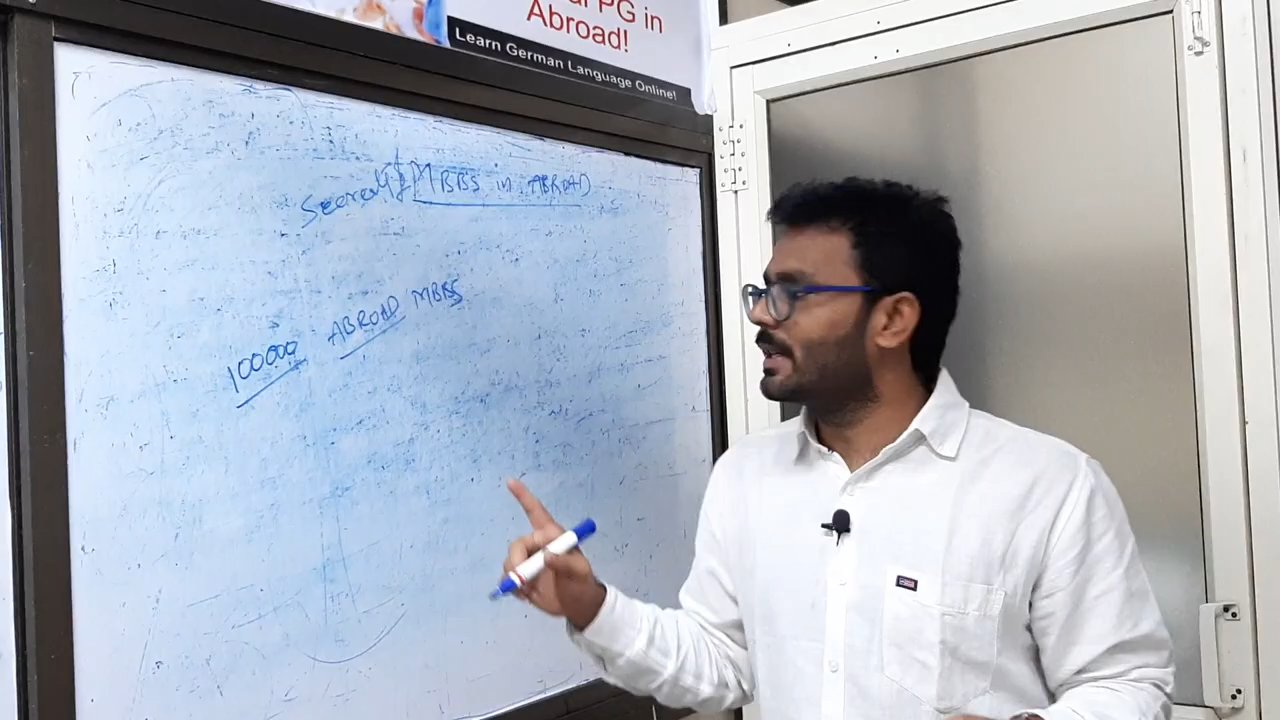 PG in
Abroad!
Learn German Language Online!
MBBS in ABROAD
100000 ABROAD MBBS